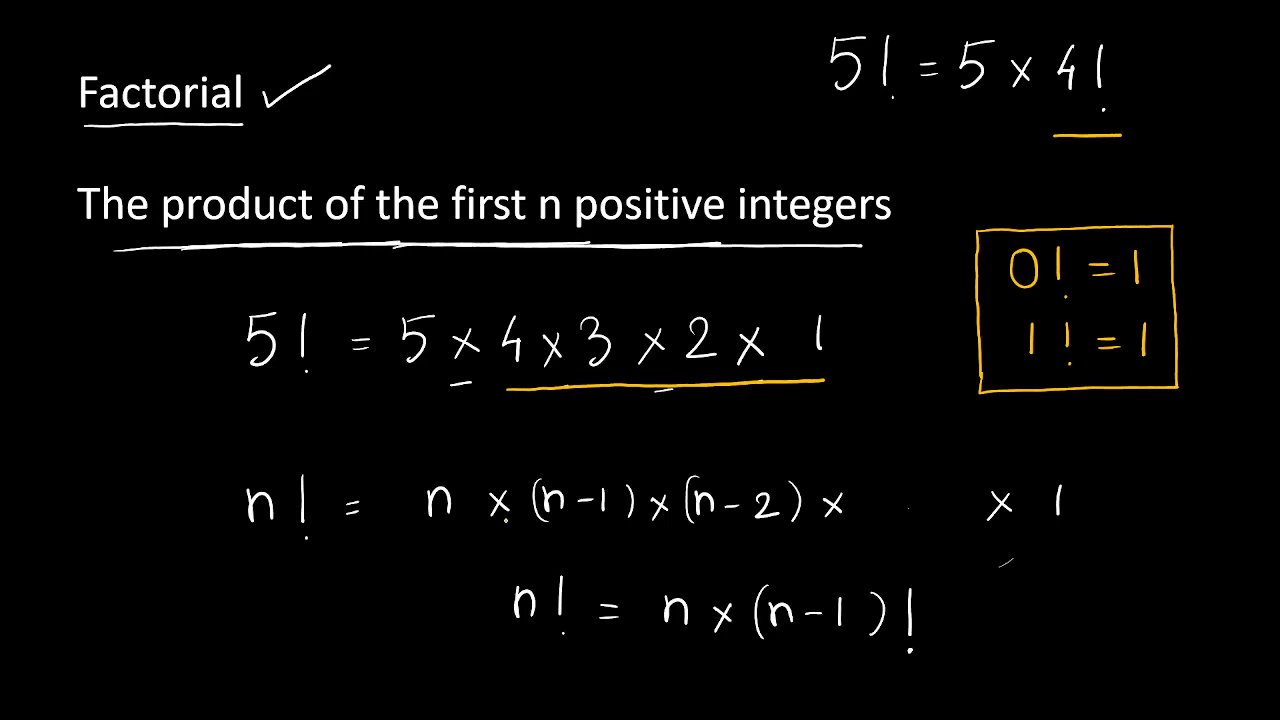 Factorial
5! = 5 × 4!
The product of the first n positive integers
0! = 1
1! = 1
5! = 5 × 4 × 3 × 2 × 1
n! = n × (n-1) × (n-2) × × 1
n! = n × (n-1)!